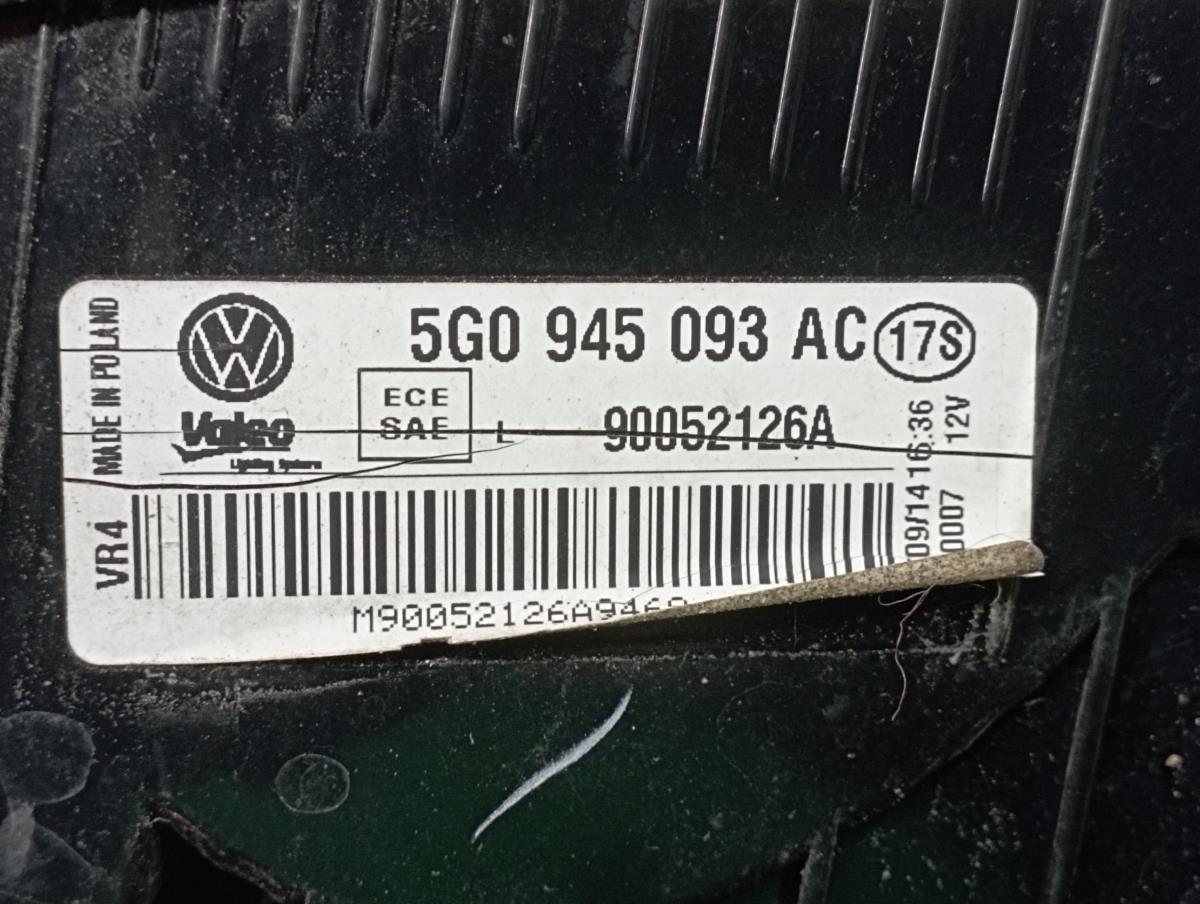 MADE IN POLAND
VR4
5G0 945 093 AC 17S
ECE
SAE
Valeo
Lighting Systems
L 90052126A
M90052126A9468
09/14 16:36
0007 12V